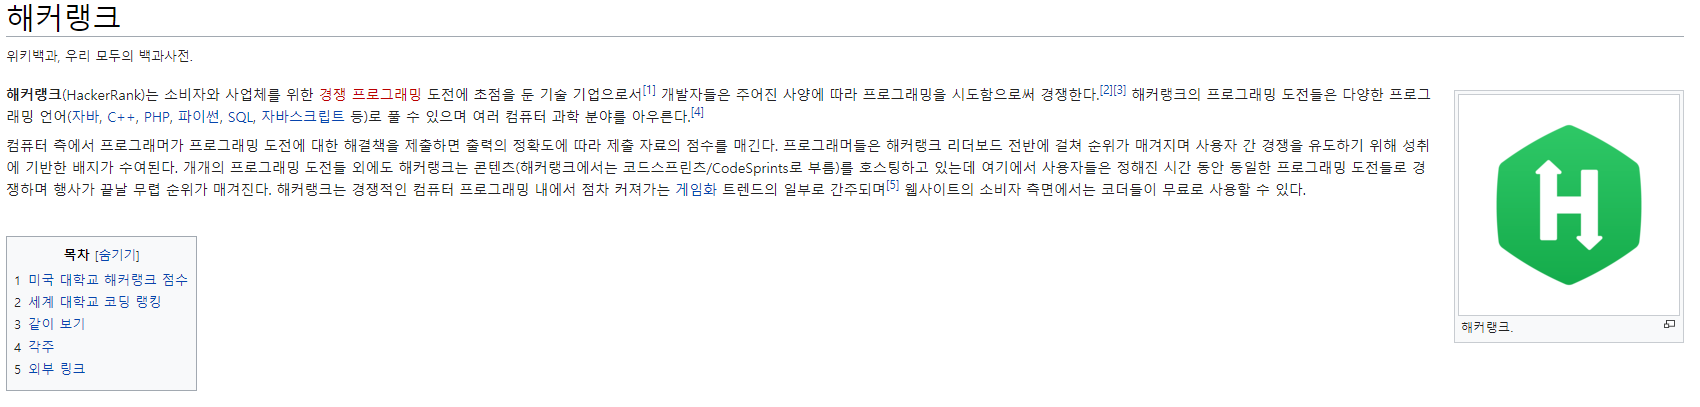 해커랭크
위키백과, 우리 모두의 백과사전.
해커랭크(HackerRank)는 소비자와 사업체를 위한 경쟁 프로그래밍 도전에 초점을 둔 기술 기업으로서[1] 개발자들은 주어진 사양에 따라 프로그래밍을 시도함으로써 경쟁한다.[2][3] 해커랭크의 프로그래밍 도전들은 다양한 프로그
래밍 언어(자바, C++, PHP, 파이썬, SQL, 자바스크립트 등)로 풀 수 있으며 여러 컴퓨터 과학 분야를 아우른다.[4]
컴퓨터 측에서 프로그래머가 프로그래밍 도전에 대한 해결책을 제출하면 출력의 정확도에 따라 제출 자료의 점수를 매긴다. 프로그래머들은 해커랭크 리더보드 전반에 걸쳐 순위가 매겨지며 사용자 간 경쟁을 유도하기 위해 성취
에 기반한 배지가 수여된다. 개개의 프로그래밍 도전들 외에도 해커랭크는 콘텐츠(해커랭크에서는 코드스프린츠/CodeSprints로 부름)를 호스팅하고 있는데 여기에서 사용자들은 정해진 시간 동안 동일한 프로그래밍 도전들로 경
쟁하며 행사가 끝날 무렵 순위가 매겨진다. 해커랭크는 경쟁적인 컴퓨터 프로그래밍 내에서 점차 커져가는 게임화 트렌드의 일부로 간주되며[5] 웹사이트의 소비자 측면에서는 코더들이 무료로 사용할 수 있다.
H
해커랭크.
목차 [숨기기]
1 미국 대학교 해커랭크 점수
2 세계 대학교 코딩 랭킹
3 같이 보기
4 각주
5 외부 링크